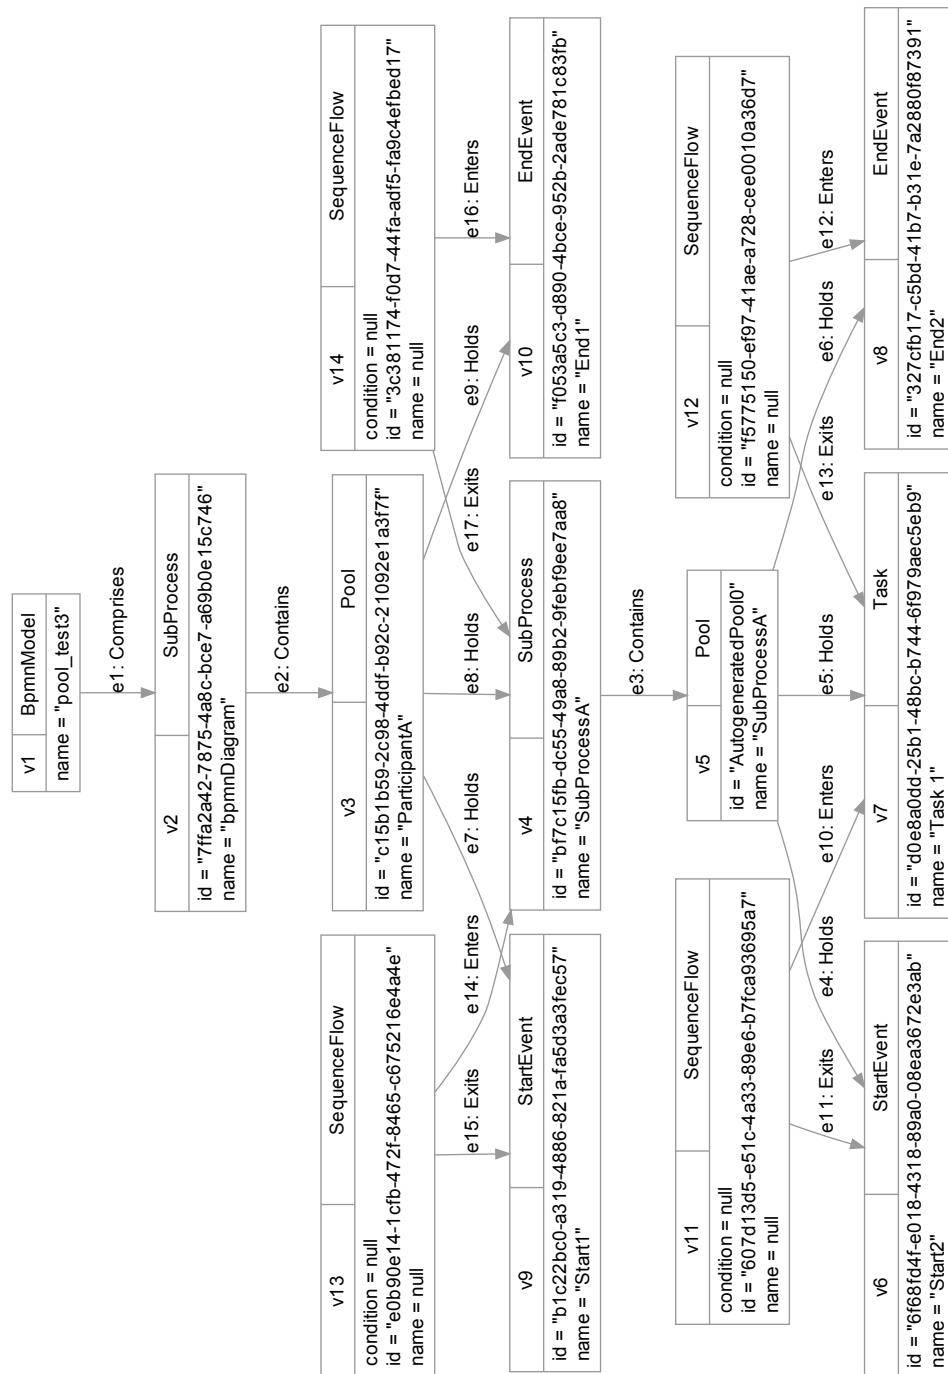 v1 BpmnModel
name = "pool_test3"
e1: Comprises
v2 SubProcess
id = "7ffa2a42-7875-4a8c-bce7-a69b0e15c746"
name = "bpmnDiagram"
e2: Contains
v13 SequenceFlow
condition = null
id = "e0b90e14-1cfb-472f-8465-c675216e4a4e"
name = null
v3 Pool
id = "c15b1b59-2c98-4ddf-b92c-21092e1a3f7f"
name = "ParticipantA"
v14 SequenceFlow
condition = null
id = "3c381174-f0d7-44fa-adf5-fa9c4efbed17"
name = null
e15: Exits
e14: Enters
e7: Holds
e8: Holds
e17: Exits
e9: Holds
e16: Enters
v9 StartEvent
id = "b1c22bc0-a319-4886-821a-fa5d3a3fec57"
name = "Start1"
v4 SubProcess
id = "bf7c15fb-dc55-49a8-89b2-9febf9ee7aa8"
name = "SubProcessA"
v10 EndEvent
id = "f053a5c3-d890-4bce-952b-2ade781c83fb"
name = "End1"
e3: Contains
v11 SequenceFlow
condition = null
id = "607d13d5-e51c-4a33-89e6-b7fca93695a7"
name = null
v5 Pool
id = "AutogeneratedPool0"
name = "SubProcessA"
v12 SequenceFlow
condition = null
id = "f5775150-ef97-41ae-a728-cee0010a36d7"
name = null
e11: Exits
e4: Holds
e10: Enters
e5: Holds
e13: Exits
e6: Holds
e12: Enters
v6 StartEvent
id = "6f68fd4f-e018-4318-89a0-08ea3672e3ab"
name = "Start2"
v7 Task
id = "d0e8a0dd-25b1-48bc-b744-6f979aec5eb9"
name = "Task 1"
v8 EndEvent
id = "327cfb17-c5bd-41b7-b31e-7a2880f87391"
name = "End2"